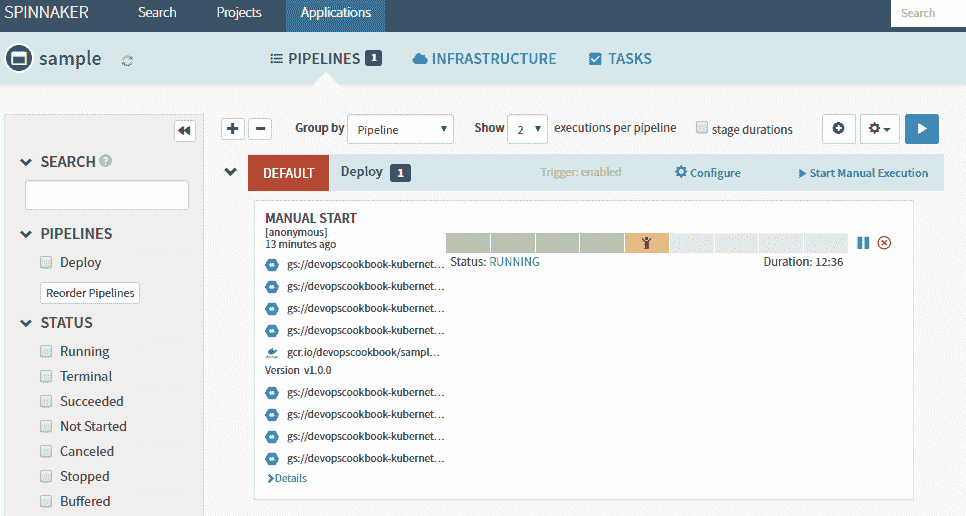 SPINNAKER Search Projects Applications Search
sample PIPELINES 1 INFRASTRUCTURE TASKS
Group by Pipeline Show 2 executions per pipeline stage durations
SEARCH
PIPELINES
Deploy
Reorder Pipelines
STATUS
Running
Terminal
Succeeded
Not Started
Canceled
Stopped
Buffered
DEFAULT Deploy 1 Trigger: enabled Configure Start Manual Execution
MANUAL START
[anonymous]
13 minutes ago
Status: RUNNING Duration: 12:36
gs://devopscookbook-kubernet...
gs://devopscookbook-kubernet...
gs://devopscookbook-kubernet...
gs://devopscookbook-kubernet...
gcr.io/devopscookbook/sampl...
Version v1.0.0
gs://devopscookbook-kubernet...
gs://devopscookbook-kubernet...
gs://devopscookbook-kubernet...
gs://devopscookbook-kubernet...
Details